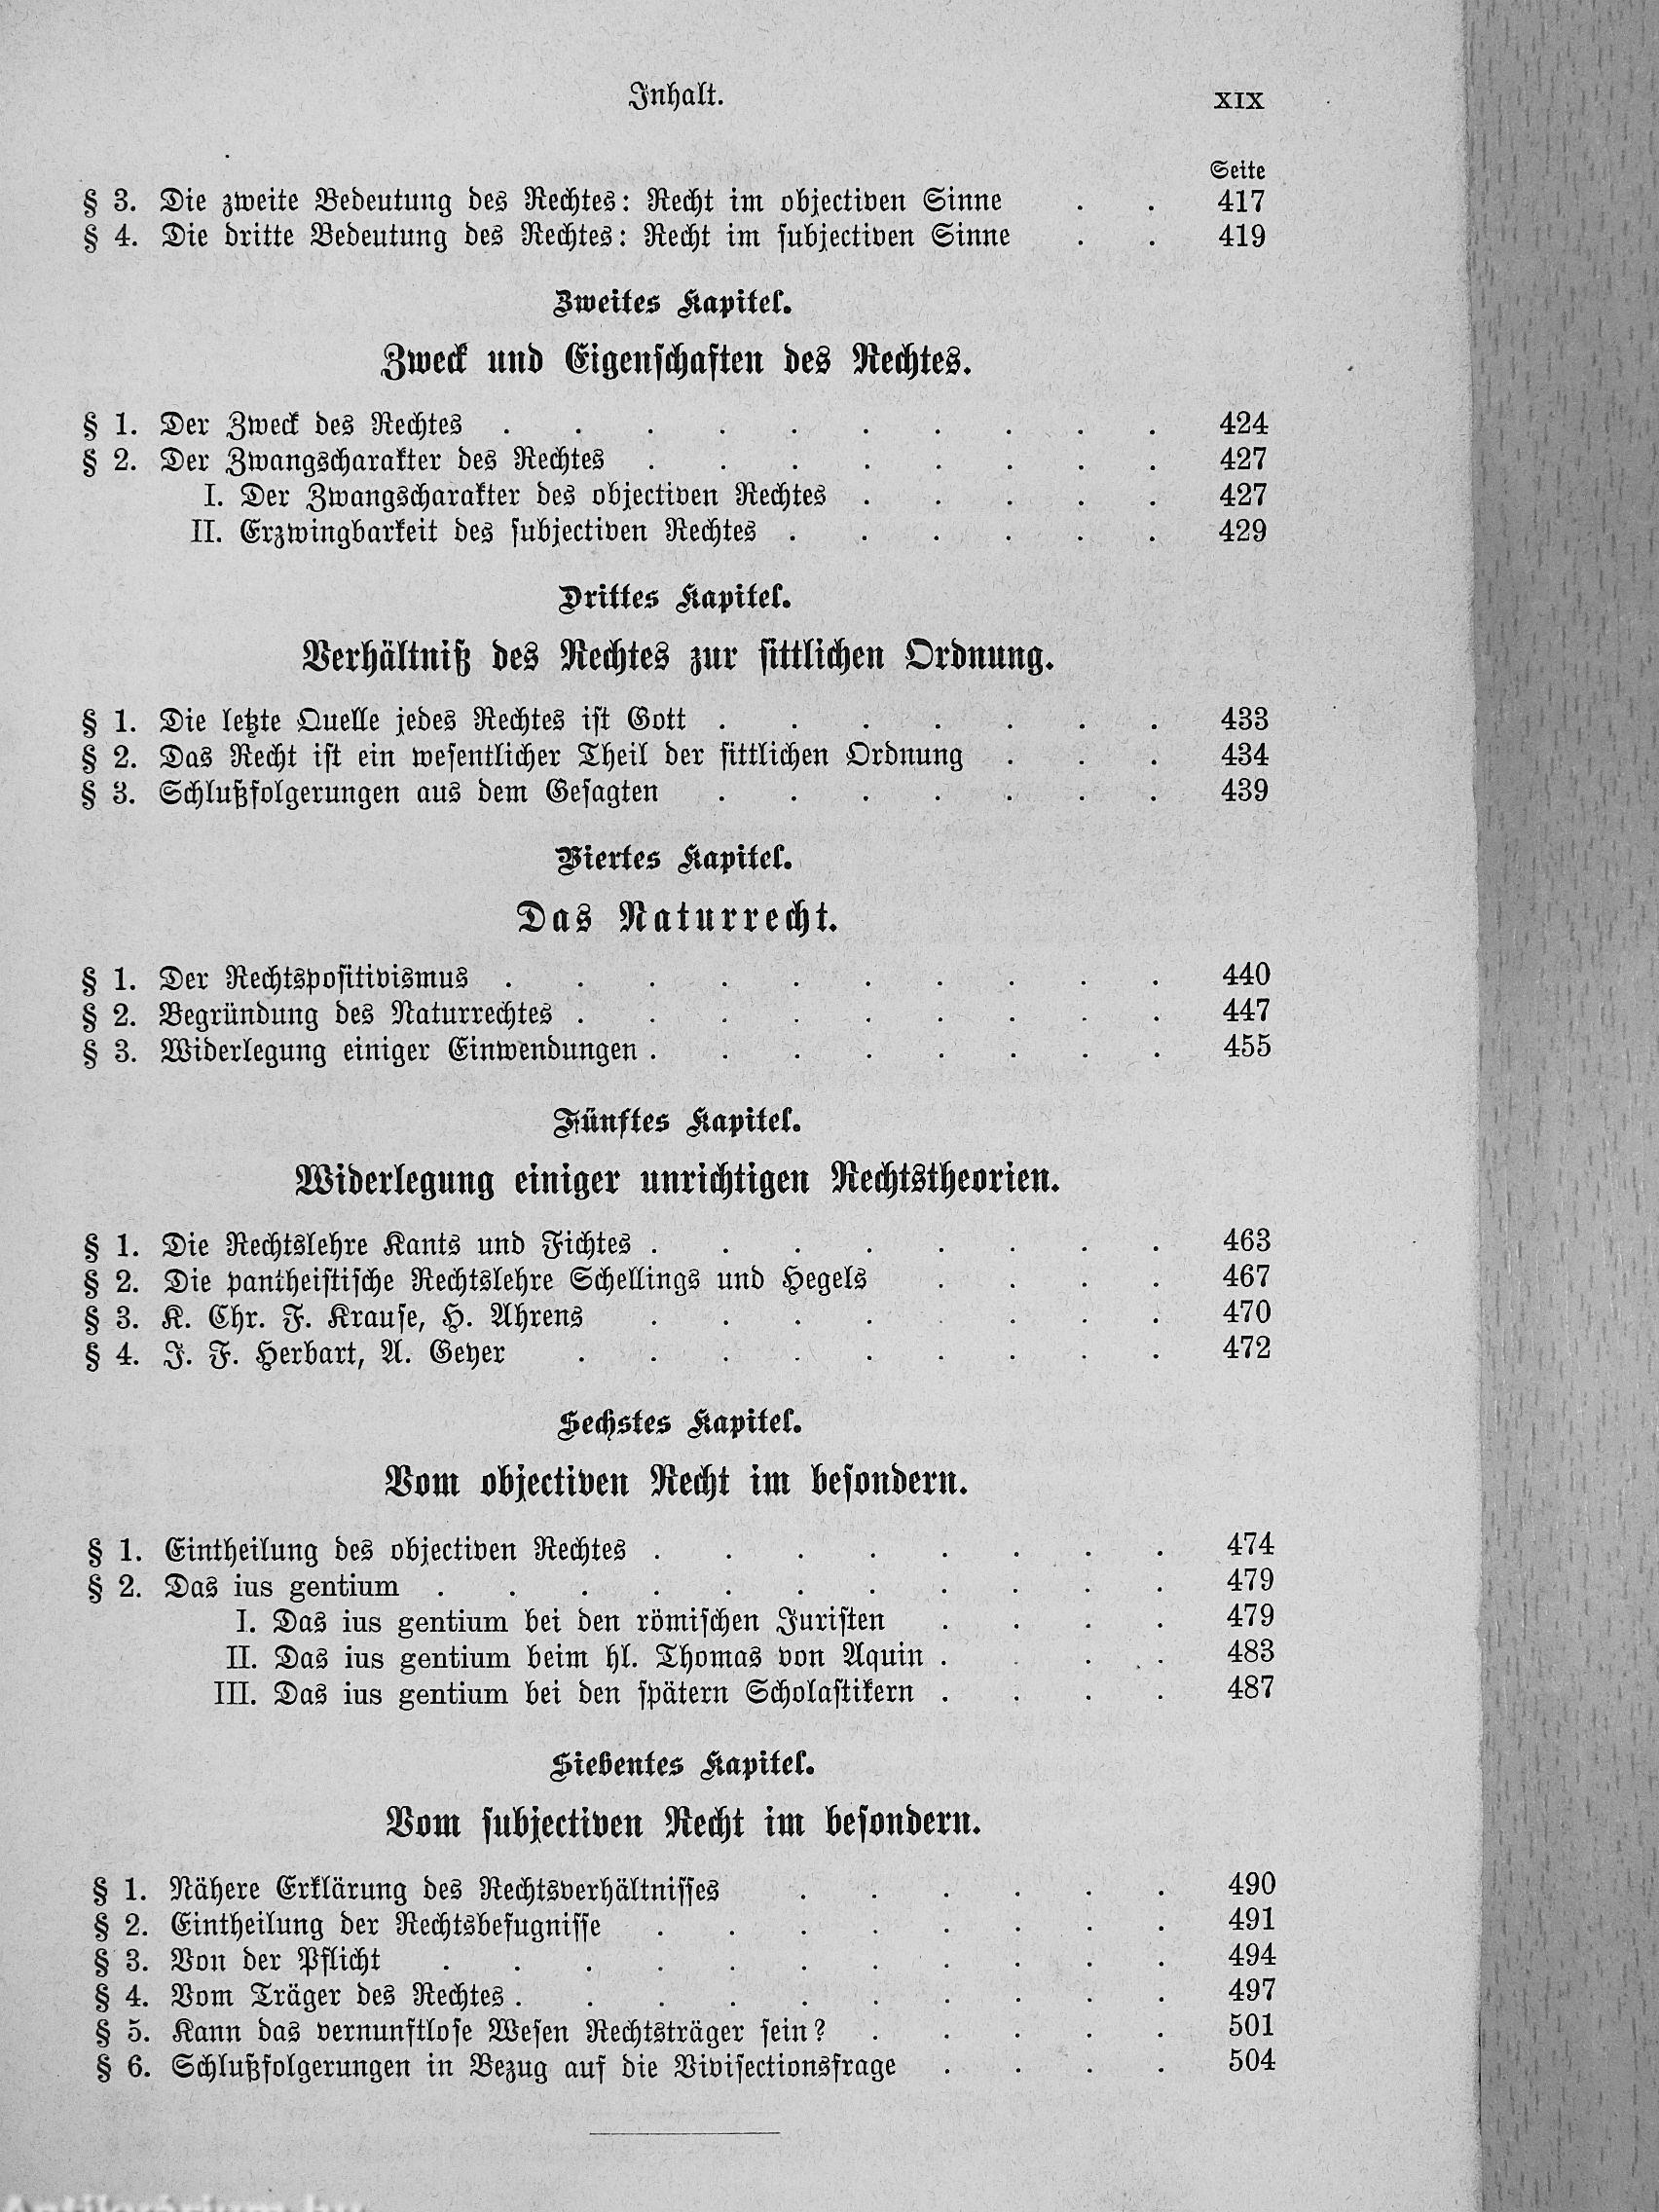 Inhalt. XIX
Seite
§ 3. Die zweite Bedeutung des Rechtes: Recht im objectiven Sinne . . 417
§ 4. Die dritte Bedeutung des Rechtes: Recht im subjectiven Sinne . . 419
Zweites Kapitel.
Zweck und Eigenschaften des Rechtes.
§ 1. Der Zweck des Rechtes . . . . . . . . . . 424
§ 2. Der Zwangscharakter des Rechtes . . . . . . . . 427
I. Der Zwangscharakter des objectiven Rechtes . . . . . 427
II. Erzwingbarkeit des subjectiven Rechtes . . . . . . 429
Drittes Kapitel.
Verhältniß des Rechtes zur sittlichen Ordnung.
§ 1. Die letzte Quelle jedes Rechtes ist Gott . . . . . . . 433
§ 2. Das Recht ist ein wesentlicher Theil der sittlichen Ordnung . . . 434
§ 3. Schlußfolgerungen aus dem Gesagten . . . . . . . 439
Viertes Kapitel.
Das Naturrecht.
§ 1. Der Rechtspositivismus . . . . . . . . . . 440
§ 2. Begründung des Naturrechtes . . . . . . . . . 447
§ 3. Widerlegung einiger Einwendungen . . . . . . . . 455
Fünftes Kapitel.
Widerlegung einiger unrichtigen Rechtstheorien.
§ 1. Die Rechtslehre Kants und Fichtes . . . . . . . . 463
§ 2. Die pantheistische Rechtslehre Schellings und Hegels . . . . 467
§ 3. K. Chr. F. Krause, H. Ahrens . . . . . . . . 470
§ 4. J. F. Herbart, A. Geyer . . . . . . . . . 472
Sechstes Kapitel.
Vom objectiven Recht im besondern.
§ 1. Eintheilung des objectiven Rechtes . . . . . . . . 474
§ 2. Das ius gentium . . . . . . . . . . . 479
I. Das ius gentium bei den römischen Juristen . . . . 479
II. Das ius gentium beim hl. Thomas von Aquin . . . . 483
III. Das ius gentium bei den spätern Scholastikern . . . . 487
Siebentes Kapitel.
Vom subjectiven Recht im besondern.
§ 1. Nähere Erklärung des Rechtsverhältnisses . . . . . . 490
§ 2. Eintheilung der Rechtsbefugnisse . . . . . . . . 491
§ 3. Von der Pflicht . . . . . . . . . . . 494
§ 4. Vom Träger des Rechtes . . . . . . . . . . 497
§ 5. Kann das vernunftlose Wesen Rechtsträger sein? . . . . . 501
§ 6. Schlußfolgerungen in Bezug auf die Vivisectionsfrage . . . . 504